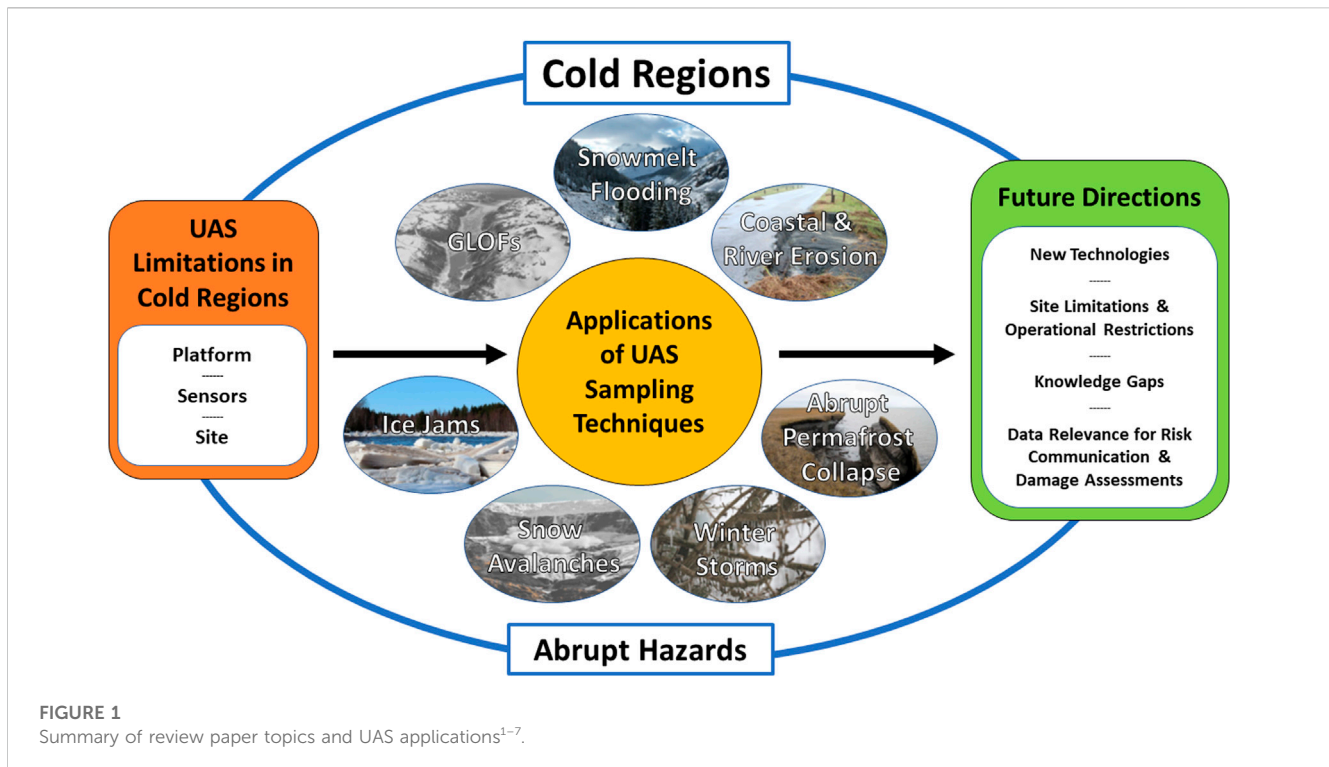 Cold Regions
UAS
Limitations in
Cold Regions
Platform
------
Sensors
------
Site
Snowmelt
Flooding
GLOFs
Coastal &
River Erosion
Applications
of UAS
Sampling
Techniques
Ice Jams
Abrupt
Permafrost
Collapse
Snow
Avalanches
Winter
Storms
Future Directions
New Technologies
------
Site Limitations &
Operational Restrictions
------
Knowledge Gaps
------
Data Relevance for Risk
Communication &
Damage Assessments
Abrupt Hazards
FIGURE 1
Summary of review paper topics and UAS applications¹⁻⁷.